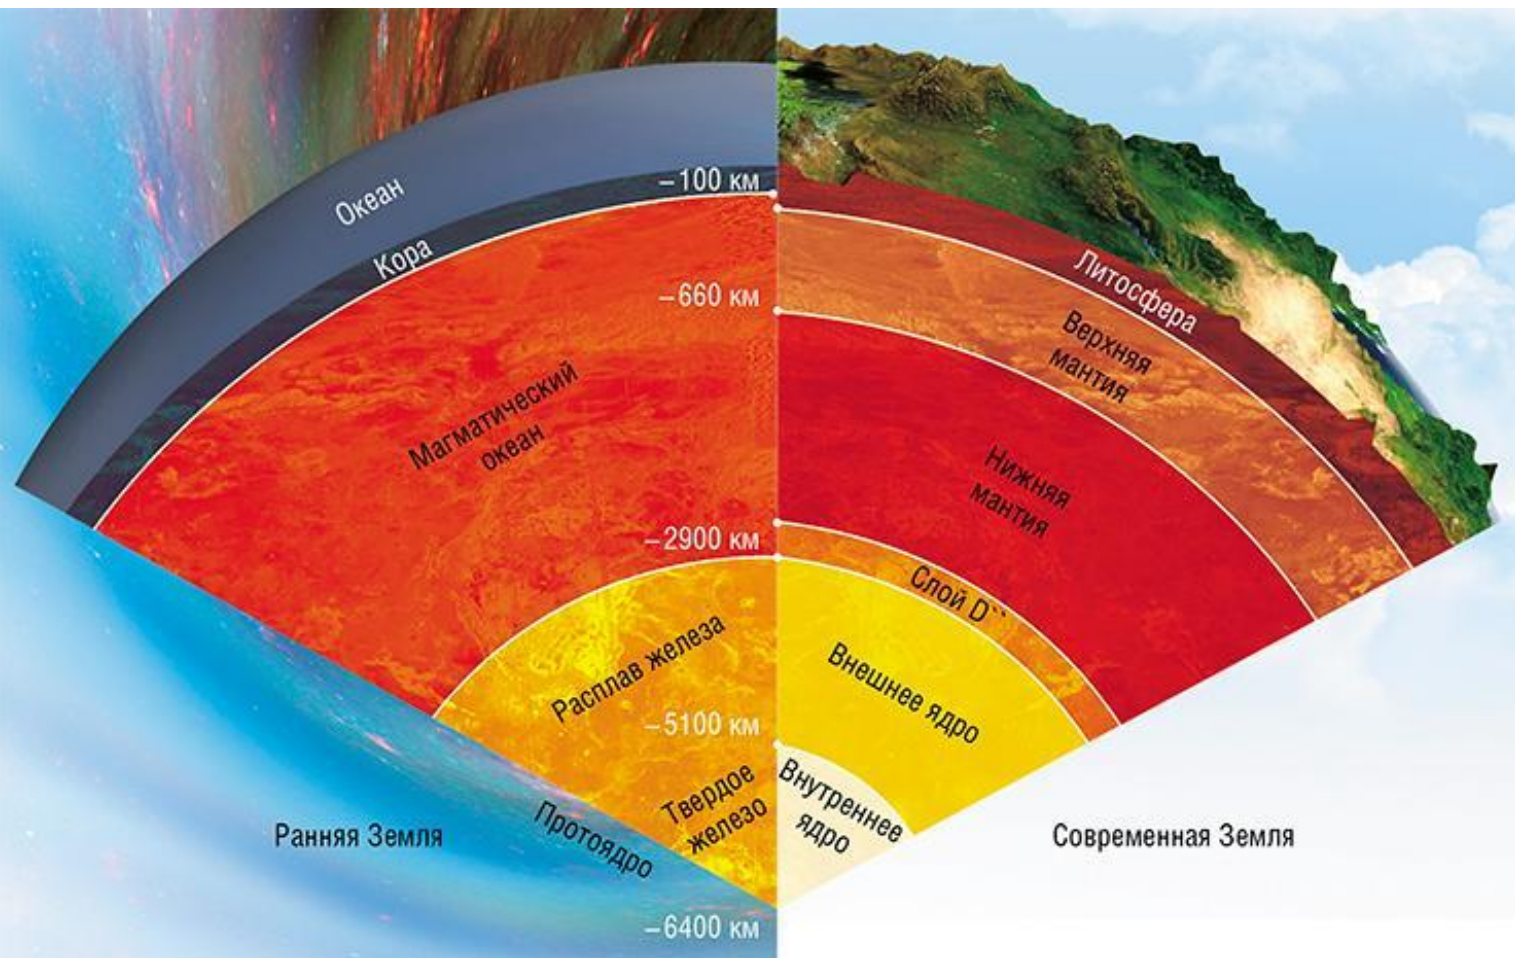 Океан
Кора
–100 км
–660 км
Магматический
океан
–2900 км
Расплав железа
–5100 км
Твердое
железо
Протоядро
–6400 км
Ранняя Земля
Литосфера
Верхняя
мантия
Нижняя
мантия
Слой D``
Внешнее ядро
Внутреннее
ядро
Современная Земля